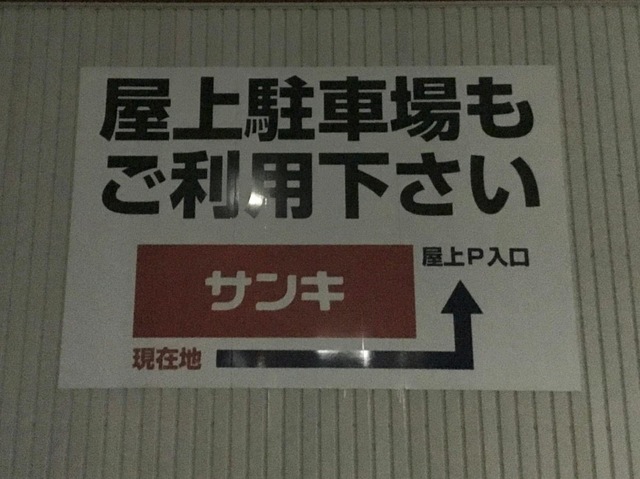 屋上駐車場も
ご利用下さい
サンキ
屋上P入口
現在地